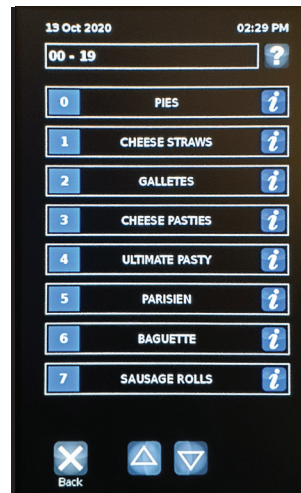 13 Oct 2020 02:29 PM
00 - 19 ?
0 PIES i
1 CHEESE STRAWS i
2 GALLETES i
3 CHEESE PASTIES i
4 ULTIMATE PASTY i
5 PARISIEN i
6 BAGUETTE i
7 SAUSAGE ROLLS i
Back